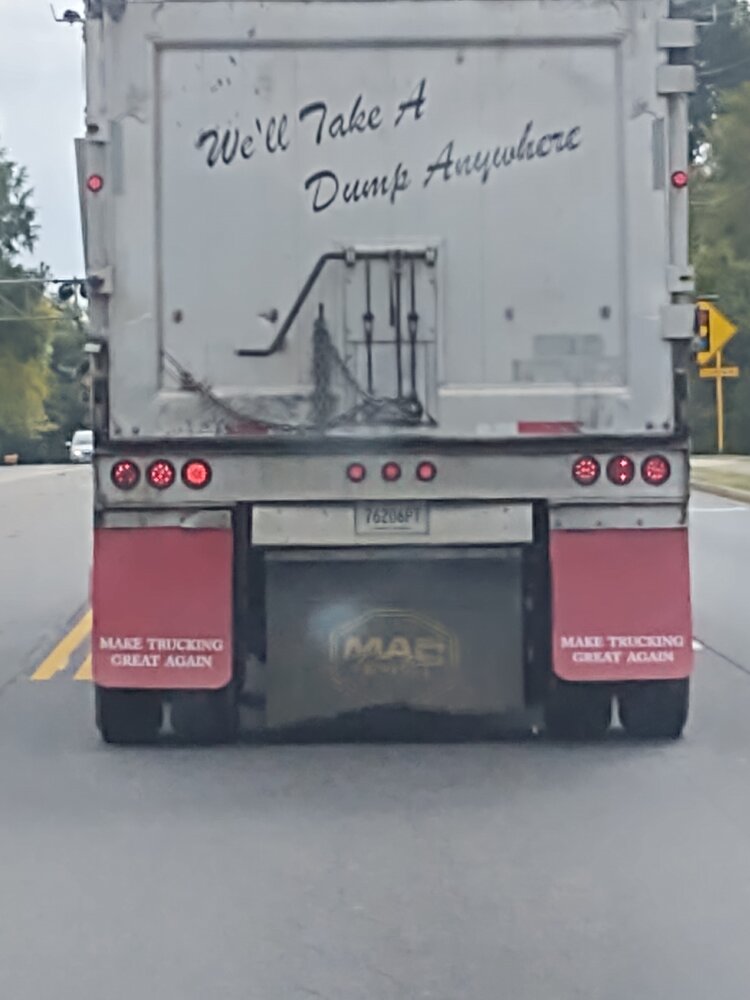 We'll Take A
Dump Anywhere
76206PT
MAKE TRUCKING
GREAT AGAIN
MAC
MAKE TRUCKING
GREAT AGAIN